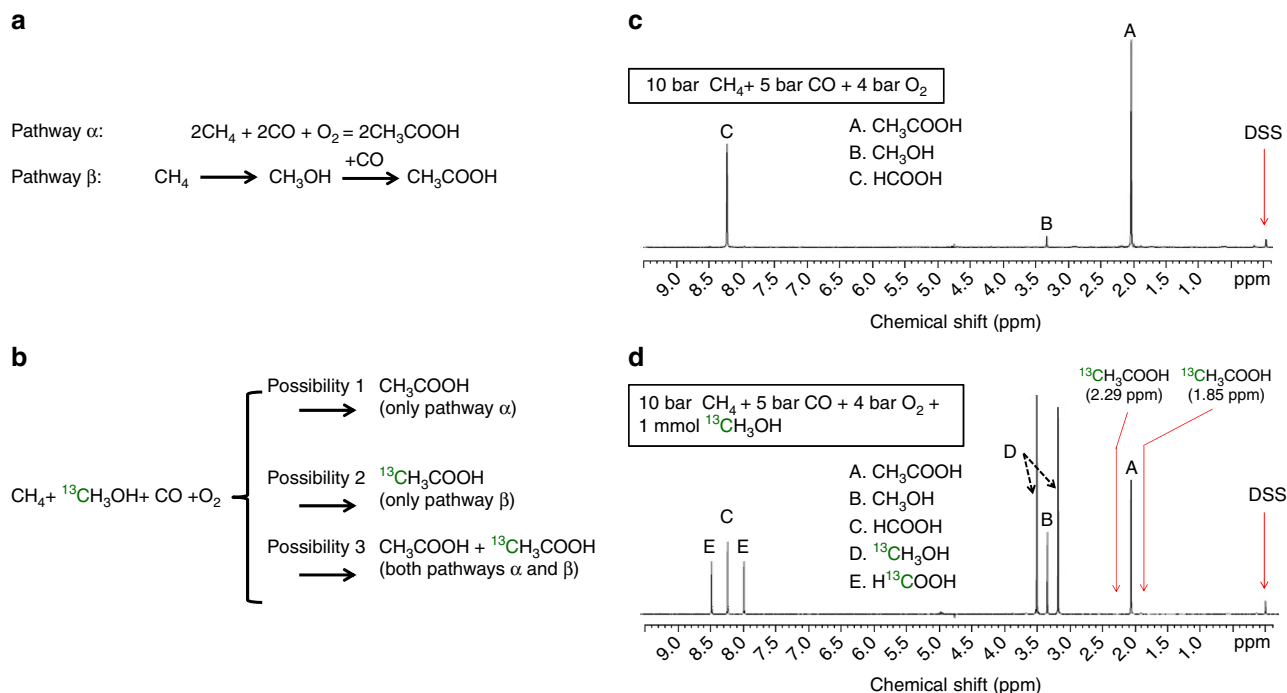 a
Pathway α: 2CH₄ + 2CO + O₂ = 2CH₃COOH
+CO
Pathway β: CH₄ CH₃OH CH₃COOH
b
Possibility 1 CH₃COOH
(only pathway α)
Possibility 2 ¹³CH₃COOH
(only pathway β)
CH₄+ ¹³CH₃OH+ CO +O₂
Possibility 3 CH₃COOH + ¹³CH₃COOH
(both pathways α and β)
c
A
10 bar CH₄+ 5 bar CO + 4 bar O₂
C
A. CH₃COOH
B. CH₃OH
C. HCOOH
DSS
B
9.0 8.5 8.0 7.5 7.0 6.5 6.0 5.5 5.0 4.5 4.0 3.5 3.0 2.5 2.0 1.5 1.0 ppm
Chemical shift (ppm)
d
¹³CH₃COOH ¹³CH₃COOH
(2.29 ppm) (1.85 ppm)
10 bar CH₄ + 5 bar CO + 4 bar O₂ +
1 mmol ¹³CH₃OH
D
A
A. CH₃COOH
B. CH₃OH
C. HCOOH
D. ¹³CH₃OH
E. H¹³COOH
DSS
C
B
E E
9.0 8.5 8.0 7.5 7.0 6.5 6.0 5.5 5.0 4.5 4.0 3.5 3.0 2.5 2.0 1.5 1.0 ppm
Chemical shift (ppm)